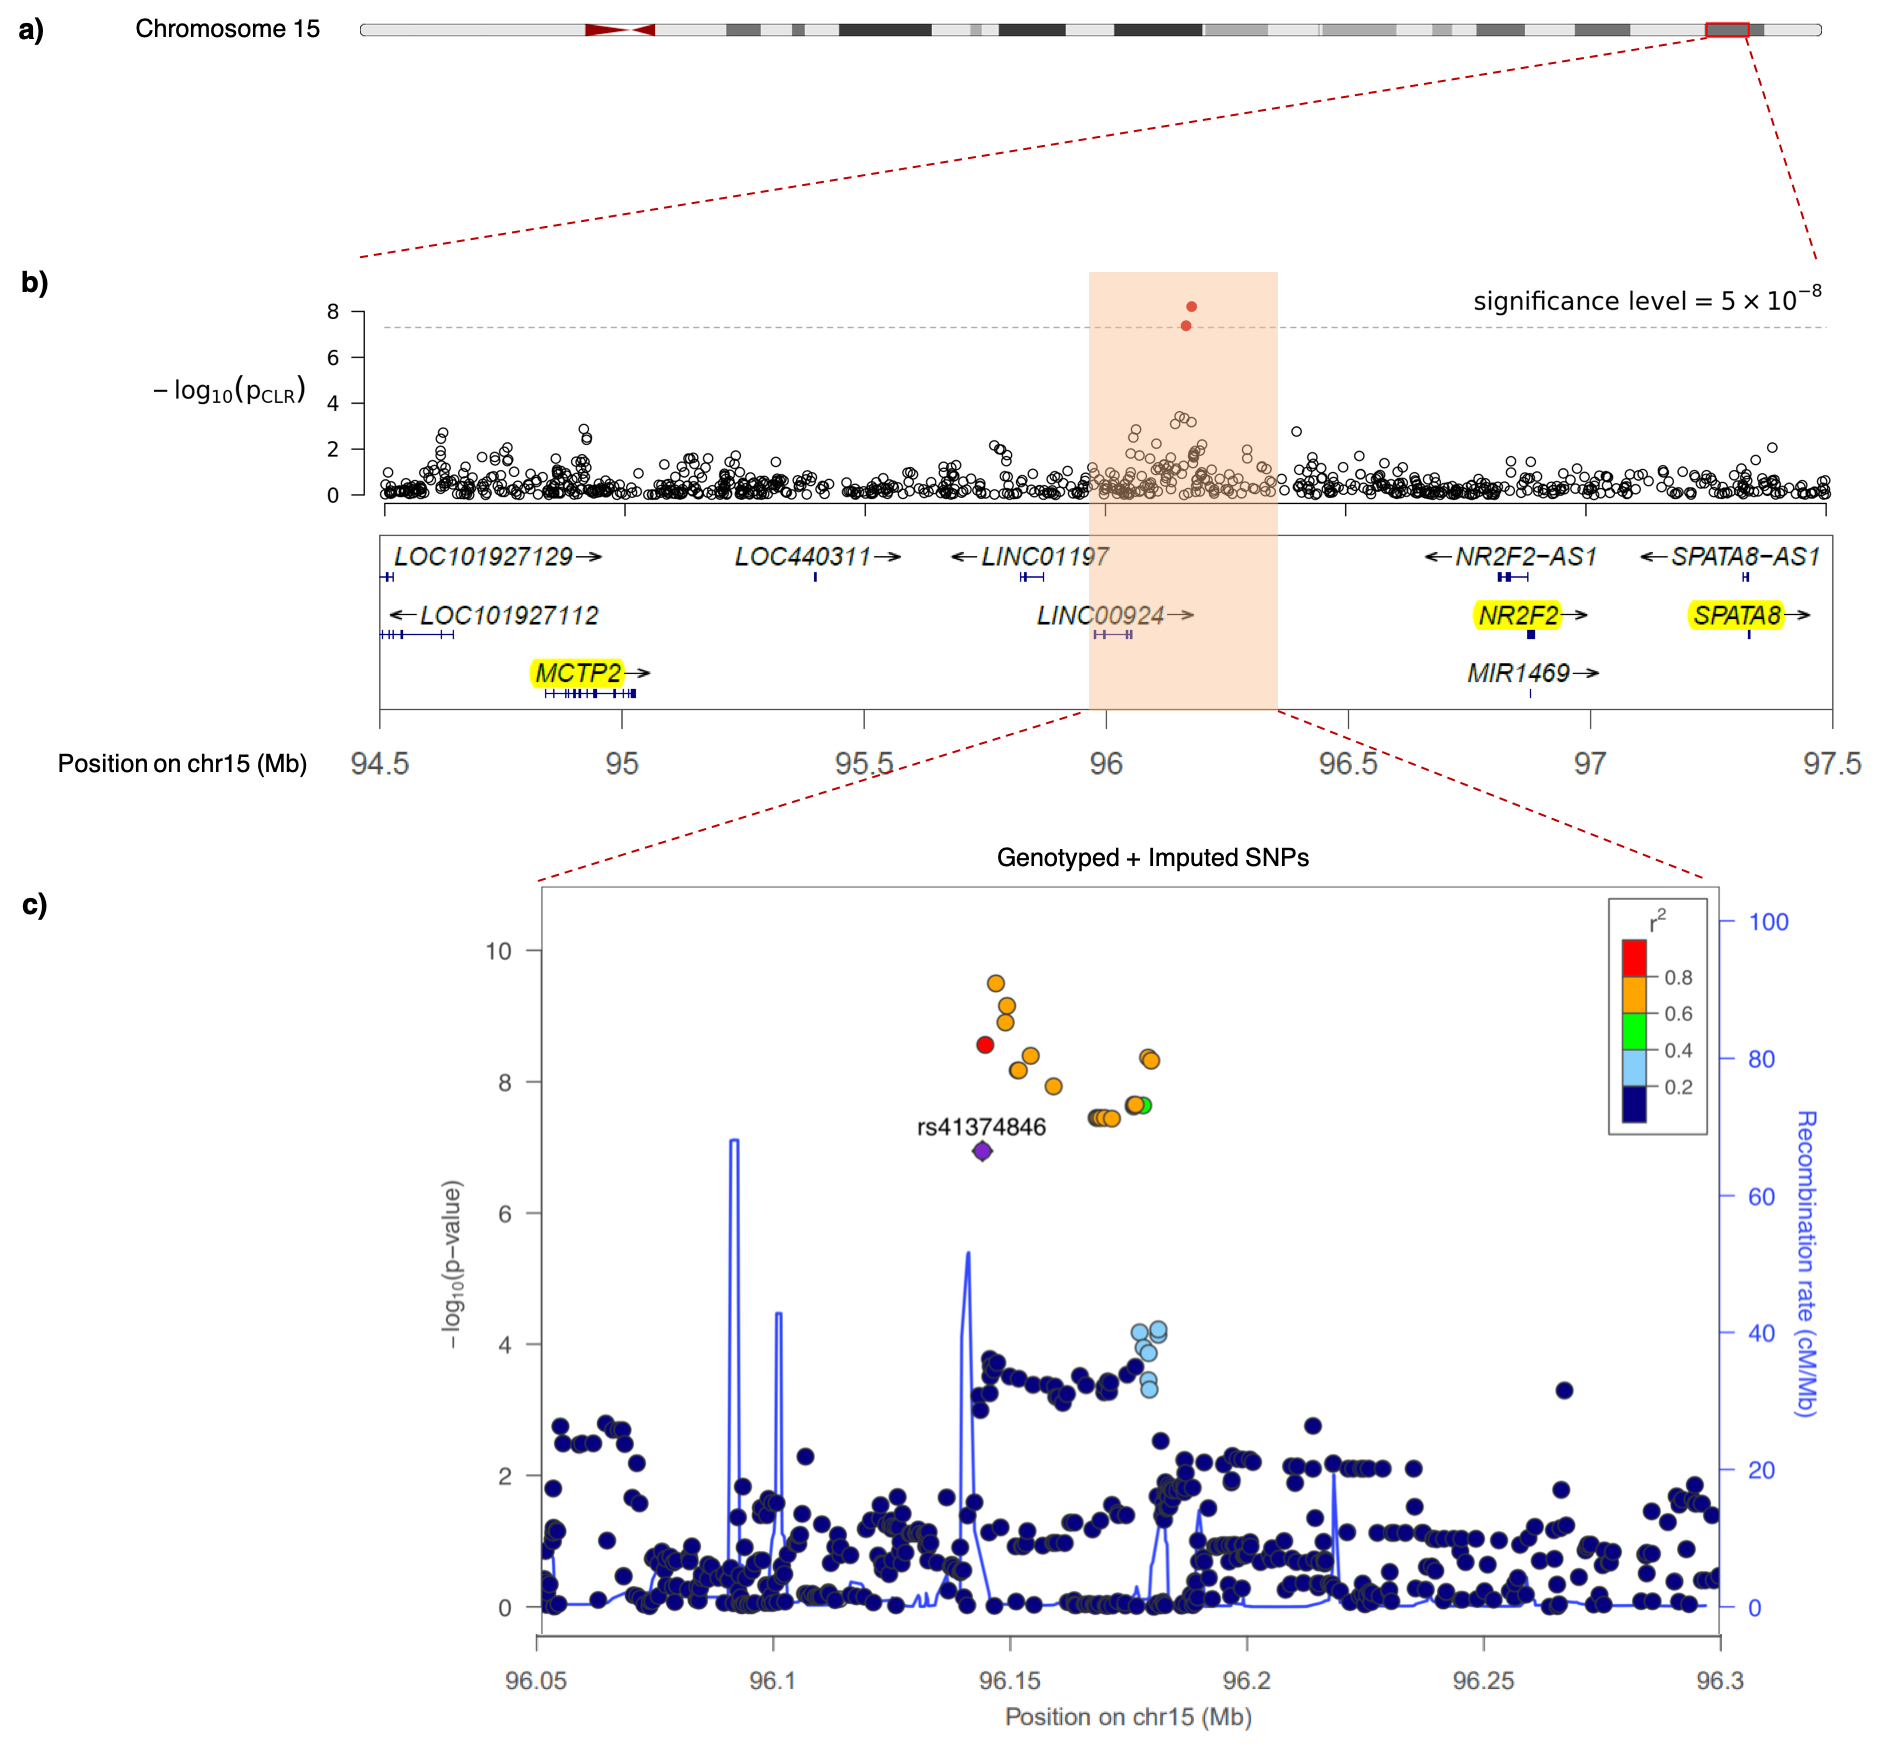 a)
Chromosome 15
b)
significance level = 5 × 10⁻⁸
8
6
4
2
0
− log₁₀(p_CLR)
LOC101927129→
LOC440311→
←LINC01197
←NR2F2−AS1
←SPATA8−AS1
←LOC101927112
LINC00924→
NR2F2→
SPATA8→
MCTP2→
MIR1469→
Position on chr15 (Mb)
94.5 95 95.5 96 96.5 97 97.5
Genotyped + Imputed SNPs
c)
r²
0.8
0.6
0.4
0.2
10
8
6
4
2
0
−log₁₀(p−value)
rs41374846
100
80
60
40
20
0
Recombination rate (cM/Mb)
96.05 96.1 96.15 96.2 96.25 96.3
Position on chr15 (Mb)